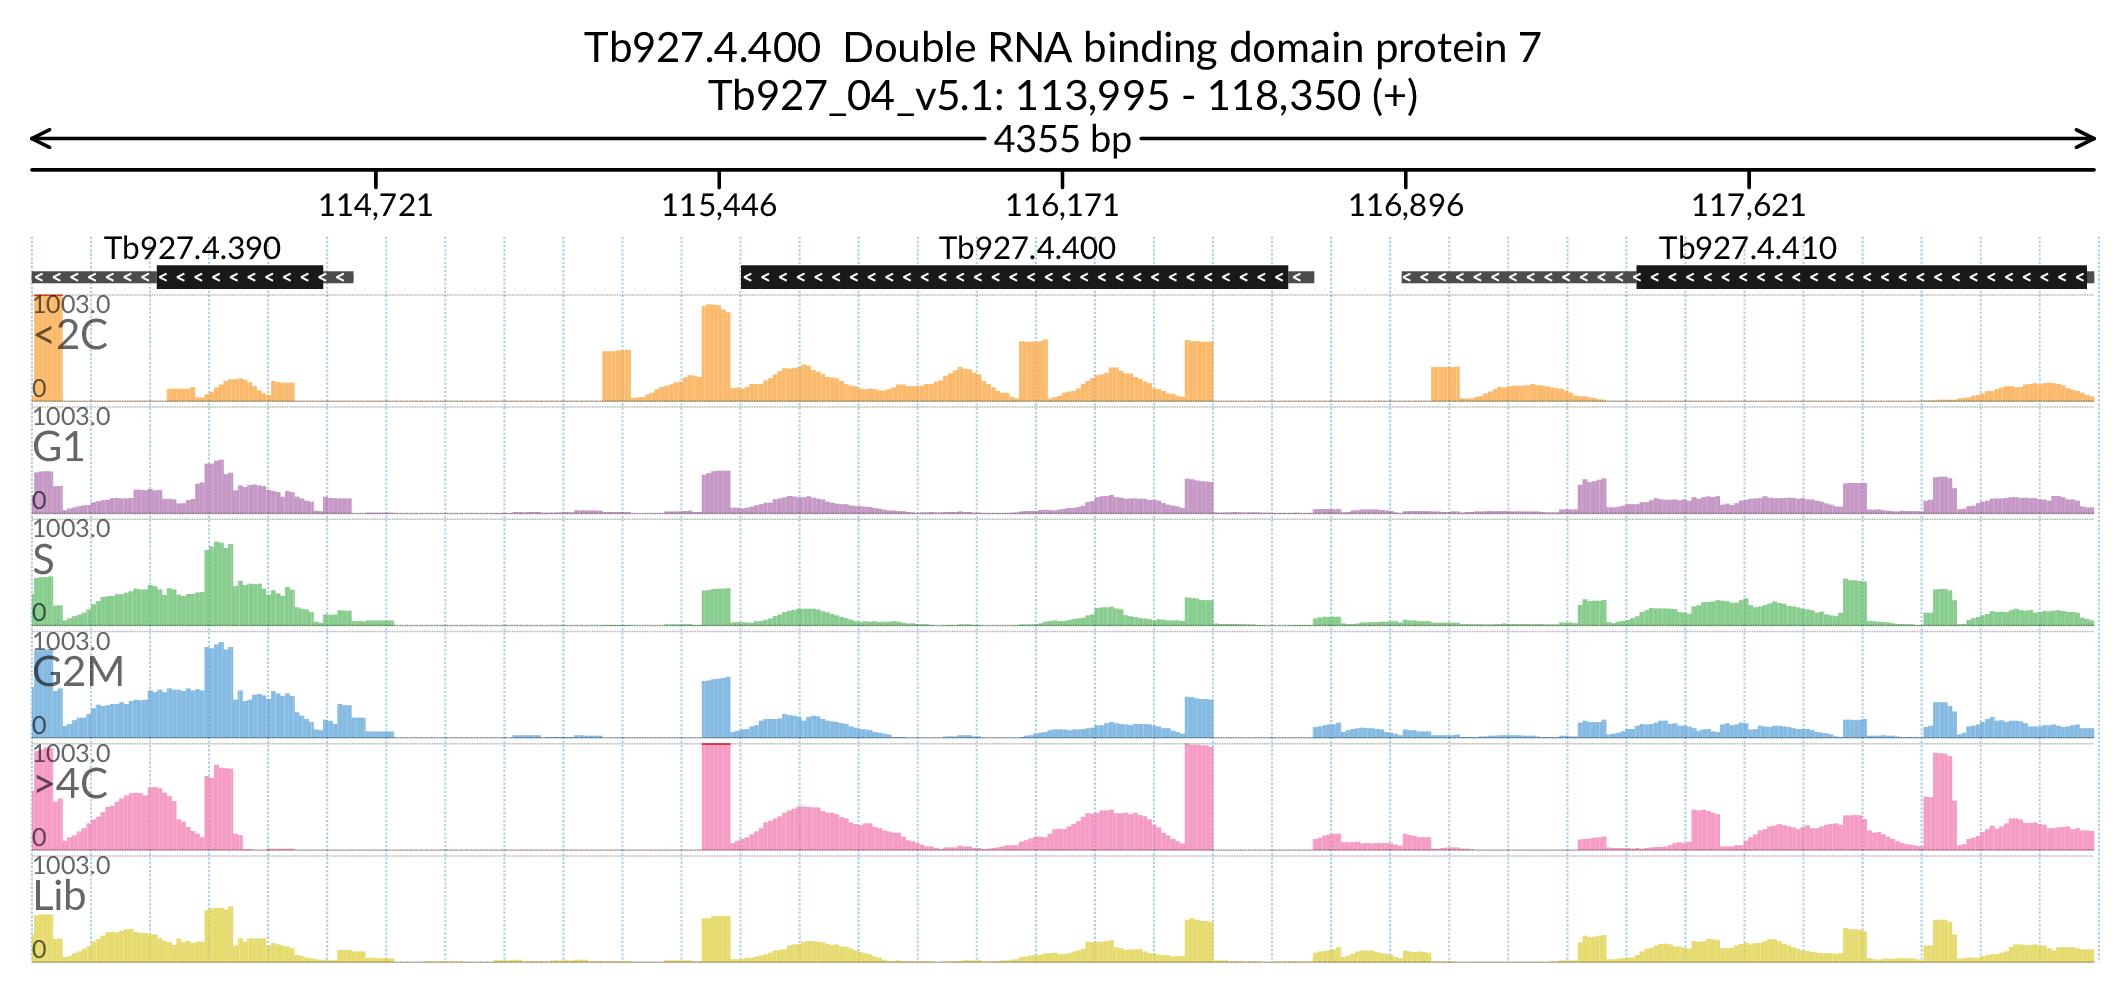 Tb927.4.400  Double RNA binding domain protein 7
Tb927_04_v5.1: 113,995 - 118,350 (+)
4355 bp
114,721 115,446 116,171 116,896 117,621
Tb927.4.390 Tb927.4.400 Tb927.4.410
1003.0
<2C
0
1003.0
G1
0
1003.0
S
0
1003.0
G2M
0
1003.0
>4C
0
1003.0
Lib
0